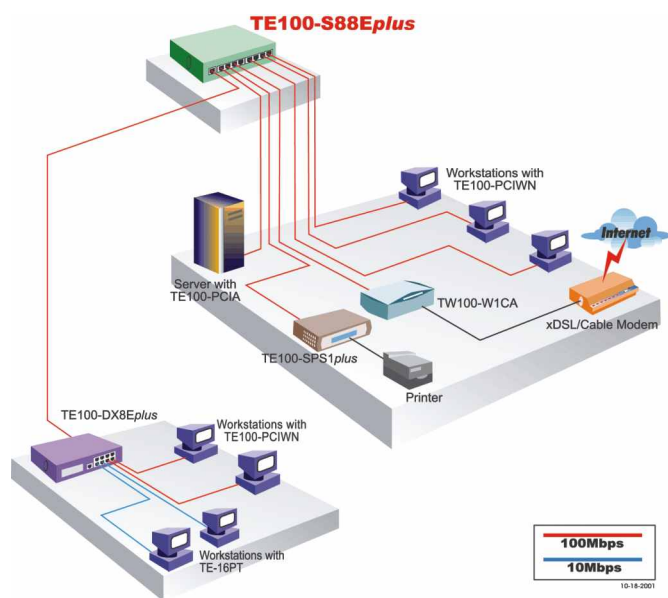 TE100-S88Eplus
Workstations with
TE100-PCIWN
Internet
Server with
TE100-PCIA
TW100-W1CA
xDSL/Cable Modem
TE100-SPS1plus
Printer
TE100-DX8Eplus
Workstations with
TE100-PCIWN
Workstations with
TE-16PT
100Mbps
10Mbps
10-18-2001